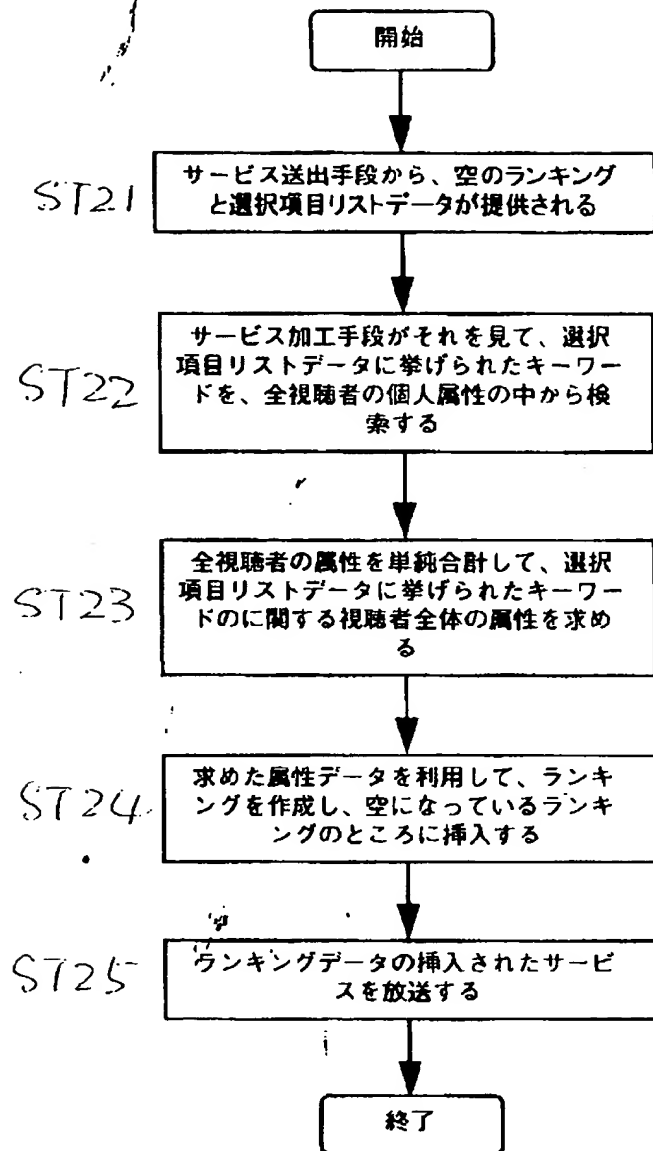 開始
ST21
サービス送出手段から、空のランキング
と選択項目リストデータが提供される
ST22
サービス加工手段がそれを見て、選択
項目リストデータに挙げられたキーワー
ドを、全視聴者の個人属性の中から検
索する
ST23
全視聴者の属性を単純合計して、選択
項目リストデータに挙げられたキーワー
ドのに関する視聴者全体の属性を求め
る
ST24
求めた属性データを利用して、ランキ
ングを作成し、空になっているランキ
ングのところに挿入する
ST25
ランキングデータの挿入されたサービ
スを放送する
終了